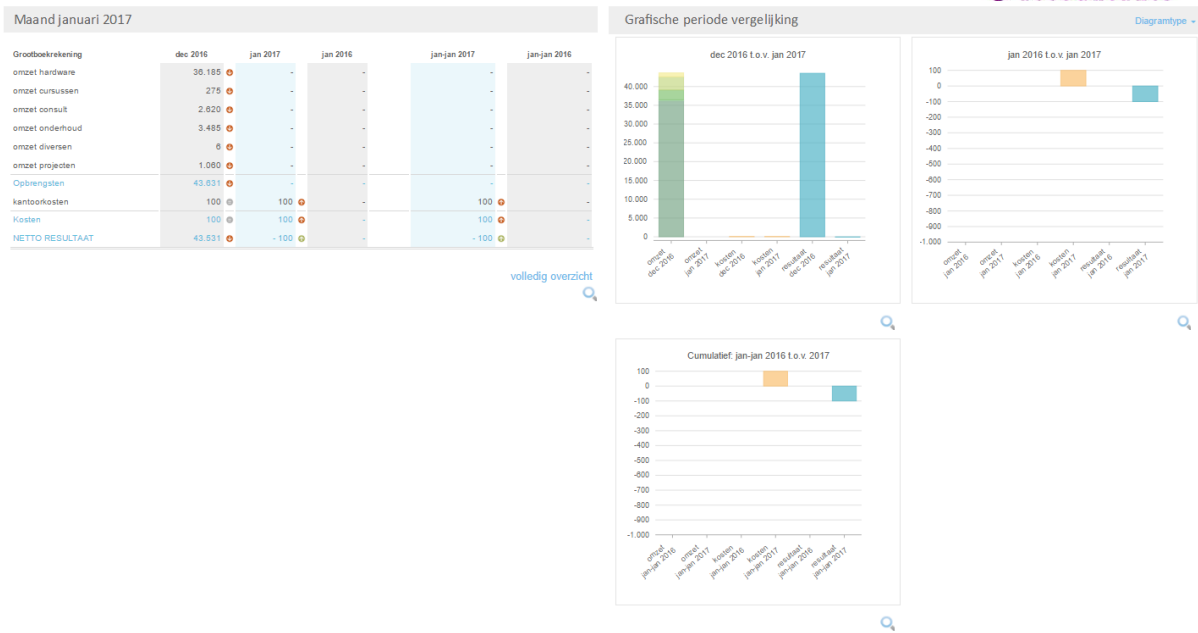 Maand januari 2017
Grootboekrekening dec 2016 jan 2017 jan 2016 jan-jan 2017 jan-jan 2016
omzet hardware 36.185 - - - -
omzet cursussen 275 - - - -
omzet consult 2.620 - - - -
omzet onderhoud 3.485 - - - -
omzet diversen 6 - - - -
omzet projecten 1.060 - - - -
Opbrengsten 43.631 - - - -
kantoorkosten 100 100 - 100 -
Kosten 100 100 - 100 -
NETTO RESULTAAT 43.531 - 100 - - 100 -
volledig overzicht
Grafische periode vergelijking
Diagramtype
dec 2016 t.o.v. jan 2017
40.000
35.000
30.000
25.000
20.000
15.000
10.000
5.000
0
omzet dec 2016
omzet jan 2017
kosten dec 2016
kosten jan 2017
resultaat dec 2016
resultaat jan 2017
jan 2016 t.o.v. jan 2017
100
0
-100
-200
-300
-400
-500
-600
-700
-800
-900
-1.000
omzet jan 2016
omzet jan 2017
kosten jan 2016
kosten jan 2017
resultaat jan 2016
resultaat jan 2017
Cumulatief: jan-jan 2016 t.o.v. 2017
100
0
-100
-200
-300
-400
-500
-600
-700
-800
-900
-1.000
omzet jan-jan 2016
omzet jan-jan 2017
kosten jan-jan 2016
kosten jan-jan 2017
resultaat jan-jan 2016
resultaat jan-jan 2017